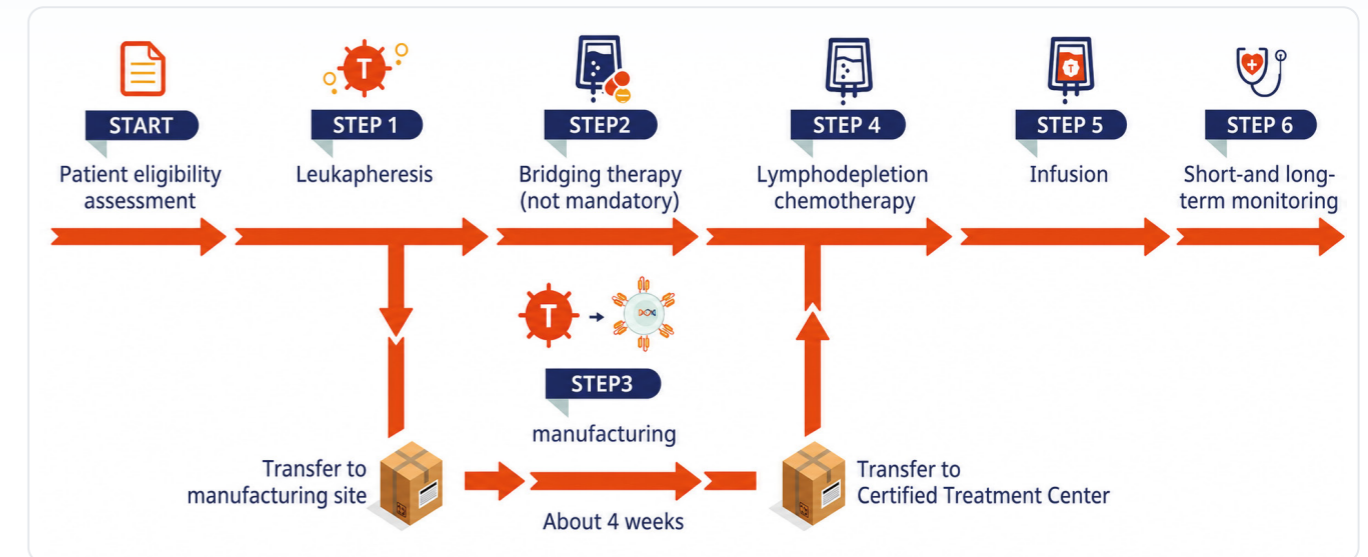 START
Patient eligibility
assessment
T
STEP 1
Leukapheresis
STEP2
Bridging therapy
(not mandatory)
STEP 4
Lymphodepletion
chemotherapy
T
STEP 5
Infusion
STEP 6
Short-and long-
term monitoring
T
STEP3
manufacturing
Transfer to
manufacturing site
About 4 weeks
Transfer to
Certified Treatment Center